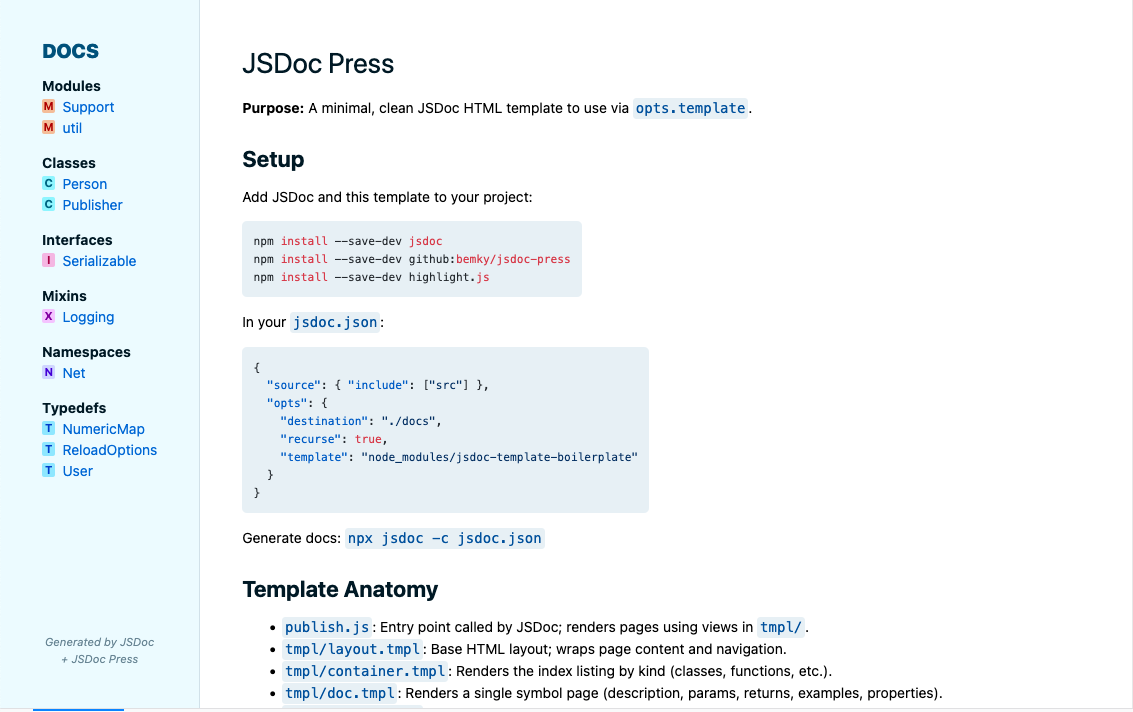 DOCS
Modules
M Support
M util
Classes
C Person
C Publisher
Interfaces
I Serializable
Mixins
X Logging
Namespaces
N Net
Typedefs
T NumericMap
T ReloadOptions
T User
Generated by JSDoc
+ JSDoc Press
JSDoc Press
Purpose: A minimal, clean JSDoc HTML template to use via opts.template.
Setup
Add JSDoc and this template to your project:
npm install --save-dev jsdoc
npm install --save-dev github:bemky/jsdoc-press
npm install --save-dev highlight.js
In your jsdoc.json:
{
  "source": { "include": ["src"] },
  "opts": {
    "destination": "./docs",
    "recurse": true,
    "template": "node_modules/jsdoc-template-boilerplate"
  }
}
Generate docs: npx jsdoc -c jsdoc.json
Template Anatomy
• publish.js: Entry point called by JSDoc; renders pages using views in tmpl/.
• tmpl/layout.tmpl: Base HTML layout; wraps page content and navigation.
• tmpl/container.tmpl: Renders the index listing by kind (classes, functions, etc.).
• tmpl/doc.tmpl: Renders a single symbol page (description, params, returns, examples, properties).